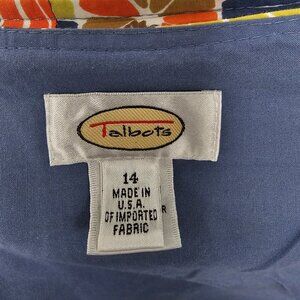 Talbots
14
MADE IN
U.S.A.
OF IMPORTED
FABRIC
R